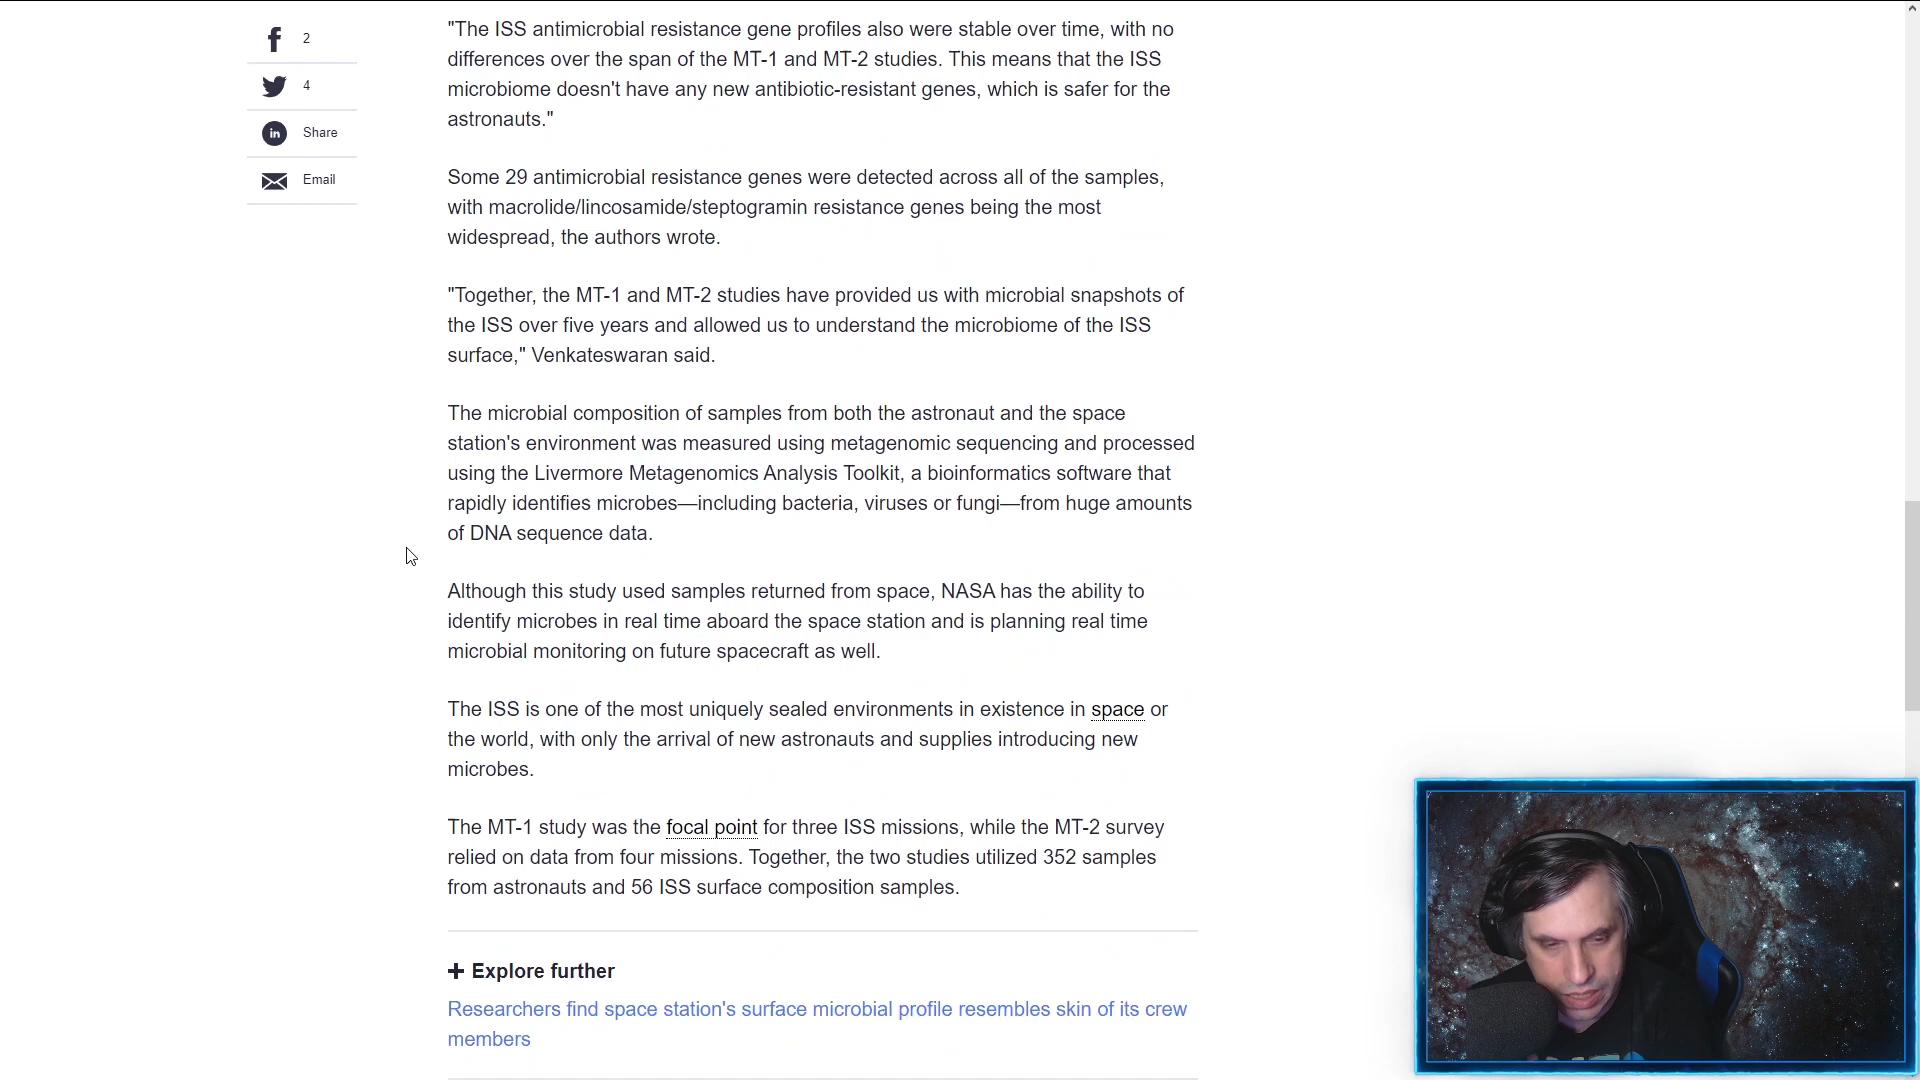 2
4
in Share
Email
"The ISS antimicrobial resistance gene profiles also were stable over time, with no
differences over the span of the MT-1 and MT-2 studies. This means that the ISS
microbiome doesn't have any new antibiotic-resistant genes, which is safer for the
astronauts."
Some 29 antimicrobial resistance genes were detected across all of the samples,
with macrolide/lincosamide/steptogramin resistance genes being the most
widespread, the authors wrote.
"Together, the MT-1 and MT-2 studies have provided us with microbial snapshots of
the ISS over five years and allowed us to understand the microbiome of the ISS
surface," Venkateswaran said.
The microbial composition of samples from both the astronaut and the space
station's environment was measured using metagenomic sequencing and processed
using the Livermore Metagenomics Analysis Toolkit, a bioinformatics software that
rapidly identifies microbes—including bacteria, viruses or fungi—from huge amounts
of DNA sequence data.
Although this study used samples returned from space, NASA has the ability to
identify microbes in real time aboard the space station and is planning real time
microbial monitoring on future spacecraft as well.
The ISS is one of the most uniquely sealed environments in existence in space or
the world, with only the arrival of new astronauts and supplies introducing new
microbes.
The MT-1 study was the focal point for three ISS missions, while the MT-2 survey
relied on data from four missions. Together, the two studies utilized 352 samples
from astronauts and 56 ISS surface composition samples.
+ Explore further
Researchers find space station's surface microbial profile resembles skin of its crew
members